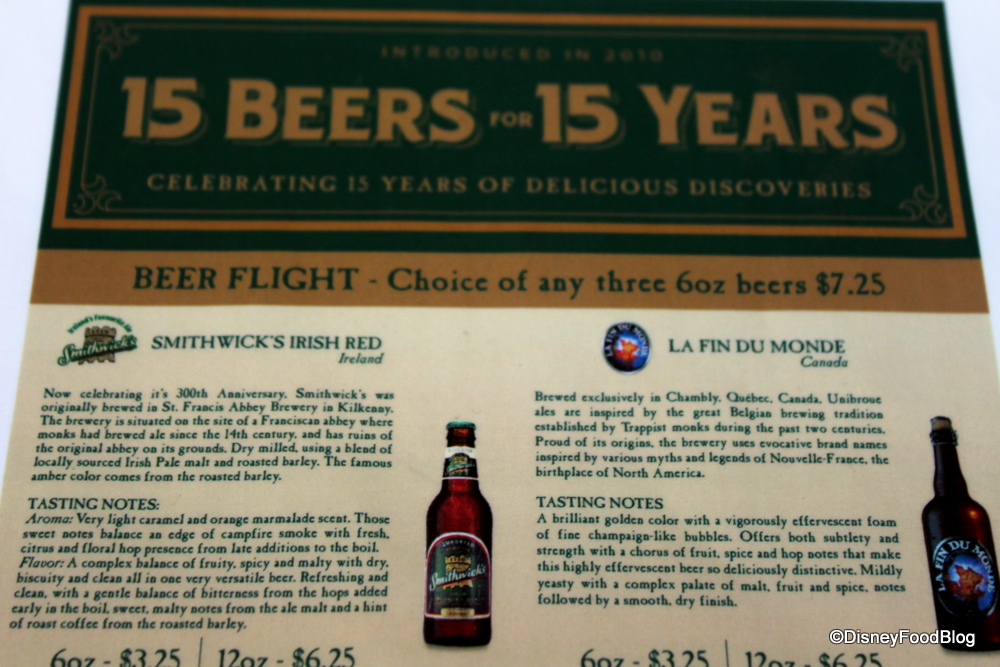 INTRODUCED IN 2010
15 BEERS FOR 15 YEARS
CELEBRATING 15 YEARS OF DELICIOUS DISCOVERIES
BEER FLIGHT - Choice of any three 6oz beers $7.25
Ireland's Favourite Ale
Smithwick's
SMITHWICK'S IRISH RED
Ireland
Now celebrating it's 300th Anniversary, Smithwick's was
originally brewed in St. Francis Abbey Brewery in Kilkenny.
The brewery is situated on the site of a Franciscan abbey where
monks had brewed ale since the 14th century, and has ruins of
the original abbey on its grounds. Dry milled, using a blend of
locally sourced Irish Pale malt and roasted barley. The famous
amber color comes from the roasted barley.
TASTING NOTES:
Aroma: Very light caramel and orange marmalade scent. Those
sweet notes balance an edge of campfire smoke with fresh,
citrus and floral hop presence from late additions to the boil.
Flavor: A complex balance of fruity, spicy and malty with dry,
biscuity and clean all in one very versatile beer. Refreshing and
clean, with a gentle balance of bitterness from the hops added
early in the boil, sweet, malty notes from the ale malt and a hint
of roast coffee from the roasted barley.
6oz - $3.25 | 12oz - $6.25
Smithwick's
LA FIN DU MONDE
LA FIN DU MONDE
Canada
Brewed exclusively in Chambly, Québec, Canada, Unibroue
ales are inspired by the great Belgian brewing tradition
established by Trappist monks during the past two centuries.
Proud of its origins, the brewery uses evocative brand names
inspired by various myths and legends of Nouvelle-France, the
birthplace of North America.
TASTING NOTES
A brilliant golden color with a vigorously effervescent foam
of fine champaign-like bubbles. Offers both subtlety and
strength with a chorus of fruit, spice and hop notes that make
this highly effervescent beer so deliciously distinctive. Mildly
yeasty with a complex palate of malt, fruit and spice, notes
followed by a smooth, dry finish.
6oz - $3.25 | 12oz - $6.25
LA FIN DU MONDE
©DisneyFoodBlog